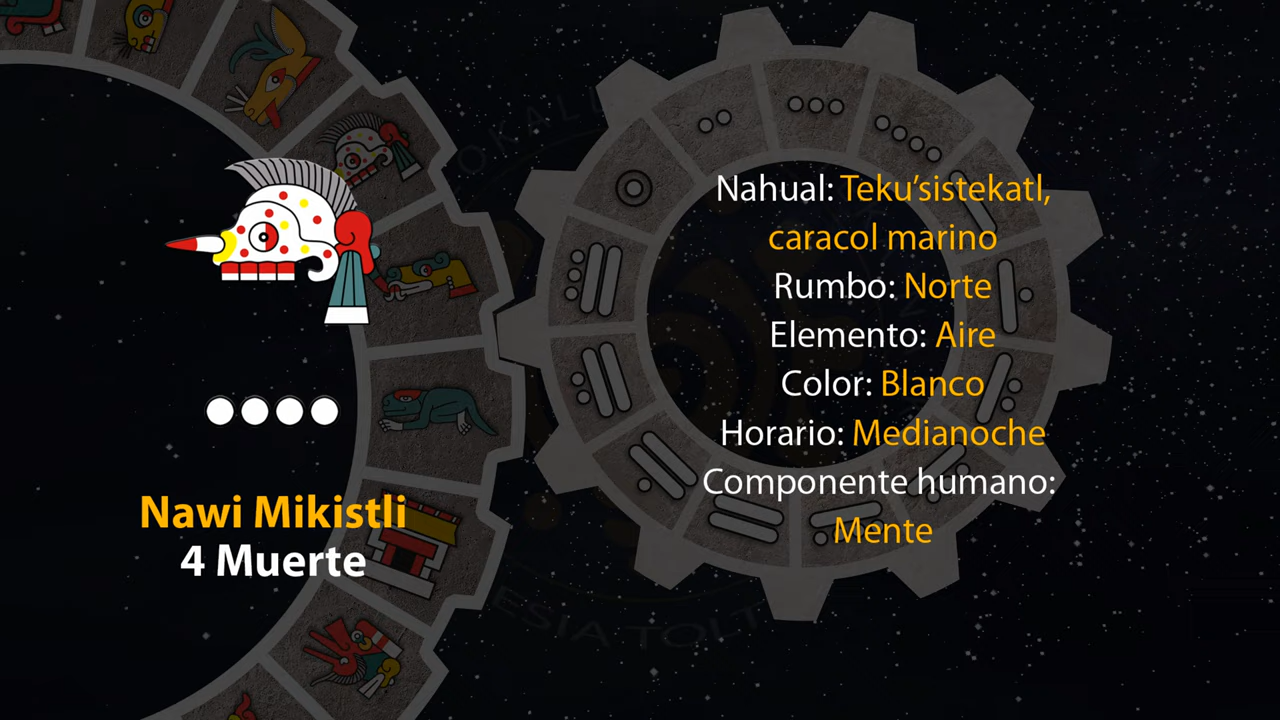 Nawi Mikistli
4 Muerte
Nahual: Teku’sistekatl,
caracol marino
Rumbo: Norte
Elemento: Aire
Color: Blanco
Horario: Medianoche
Componente humano:
Mente